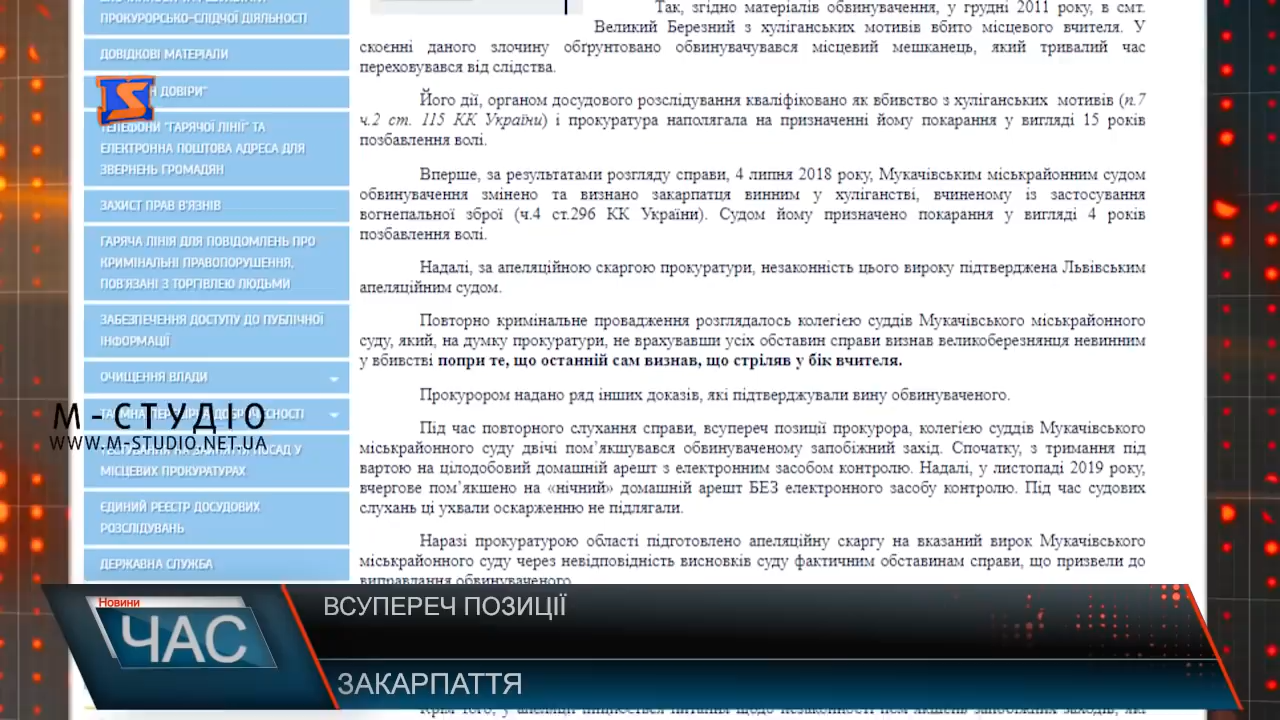 ПРОКУРОРСЬКО-СЛІДЧОЇ ДІЯЛЬНОСТІ
ДОВІДКОВІ МАТЕРІАЛИ
ДОВІРИ"
ТЕЛЕФОНИ "ГАРЯЧОЇ ЛІНІЇ" ТА
ЕЛЕКТРОННА ПОШТОВА АДРЕСА ДЛЯ
ЗВЕРНЕНЬ ГРОМАДЯН
ЗАХИСТ ПРАВ В'ЯЗНІВ
ГАРЯЧА ЛІНІЯ ДЛЯ ПОВІДОМЛЕНЬ ПРО
КРИМІНАЛЬНІ ПРАВОПОРУШЕННЯ,
ПОВ'ЯЗАНІ З ТОРГІВЛЕЮ ЛЮДЬМИ
ЗАБЕЗПЕЧЕННЯ ДОСТУПУ ДО ПУБЛІЧНОЇ
ІНФОРМАЦІЇ
ОЧИЩЕННЯ ВЛАДИ
ДОБРОЧЕСНОСТІ
М-СТУДІО
WWW.M-STUDIO.NET.UA
ТЕСТУВАННЯ НА ЗАЙНЯТТЯ ПОСАД У
МІСЦЕВИХ ПРОКУРАТУРАХ
ЄДИНИЙ РЕЄСТР ДОСУДОВИХ
РОЗСЛІДУВАНЬ
ДЕРЖАВНА СЛУЖБА
Так, згідно матеріалів обвинувачення, у грудні 2011 року, в смт.
Великий Березний з хуліганських мотивів вбито місцевого вчителя. У
скоєнні даного злочину обґрунтовано обвинувачувався місцевий мешканець, який тривалий час
переховувався від слідства.
Його дії, органом досудового розслідування кваліфіковано як вбивство з хуліганських мотивів (п.7
ч.2 ст. 115 КК України) і прокуратура наполягала на призначенні йому покарання у вигляді 15 років
позбавлення волі.
Вперше, за результатами розгляду справи, 4 липня 2018 року, Мукачівським міськрайонним судом
обвинувачення змінено та визнано закарпатця винним у хуліганстві, вчиненому із застосування
вогнепальної зброї (ч.4 ст.296 КК України). Судом йому призначено покарання у вигляді 4 років
позбавлення волі.
Надалі, за апеляційною скаргою прокуратури, незаконність цього вироку підтверджена Львівським
апеляційним судом.
Повторно кримінальне провадження розглядалось колегією суддів Мукачівського міськрайонного
суду, який, на думку прокуратури, не врахувавши усіх обставин справи визнав великоберезнянця невинним
у вбивстві попри те, що останній сам визнав, що стріляв у бік вчителя.
Прокурором надано ряд інших доказів, які підтверджували вину обвинуваченого.
Під час повторного слухання справи, всупереч позиції прокурора, колегією суддів Мукачівського
міськрайонного суду двічі пом’якшувався обвинуваченому запобіжний захід. Спочатку, з тримання під
вартою на цілодобовий домашній арешт з електронним засобом контролю. Надалі, у листопаді 2019 року,
вчергове пом’якшено на «нічний» домашній арешт БЕЗ електронного засобу контролю. Під час судових
слухань ці ухвали оскарженню не підлягали.
Наразі прокуратурою області підготовлено апеляційну скаргу на вказаний вирок Мукачівського
міськрайонного суду через невідповідність висновків суду фактичним обставинам справи, що призвели до
виправдання обвинуваченого
Новини
ЧАС
ВСУПЕРЕЧ ПОЗИЦІЇ
ЗАКАРПАТТЯ